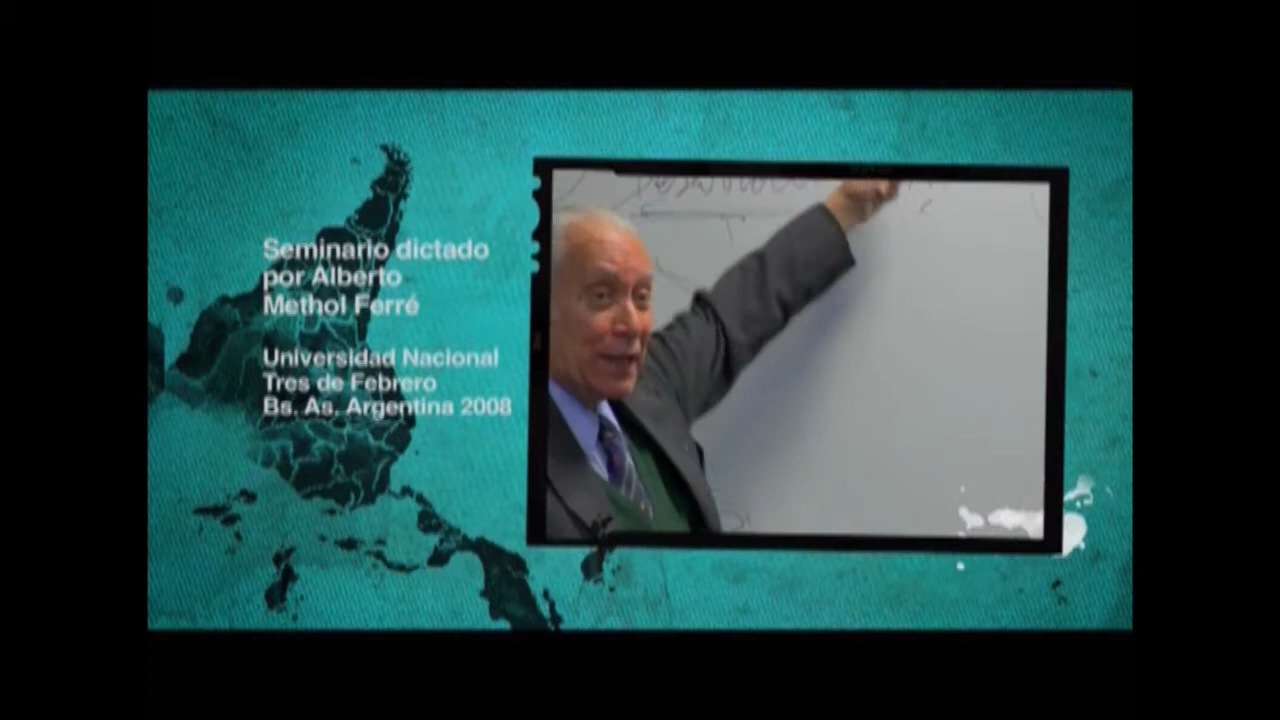 Seminario dictado
por Alberto
Methol Ferré
Universidad Nacional
Tres de Febrero
Bs. As. Argentina 2008